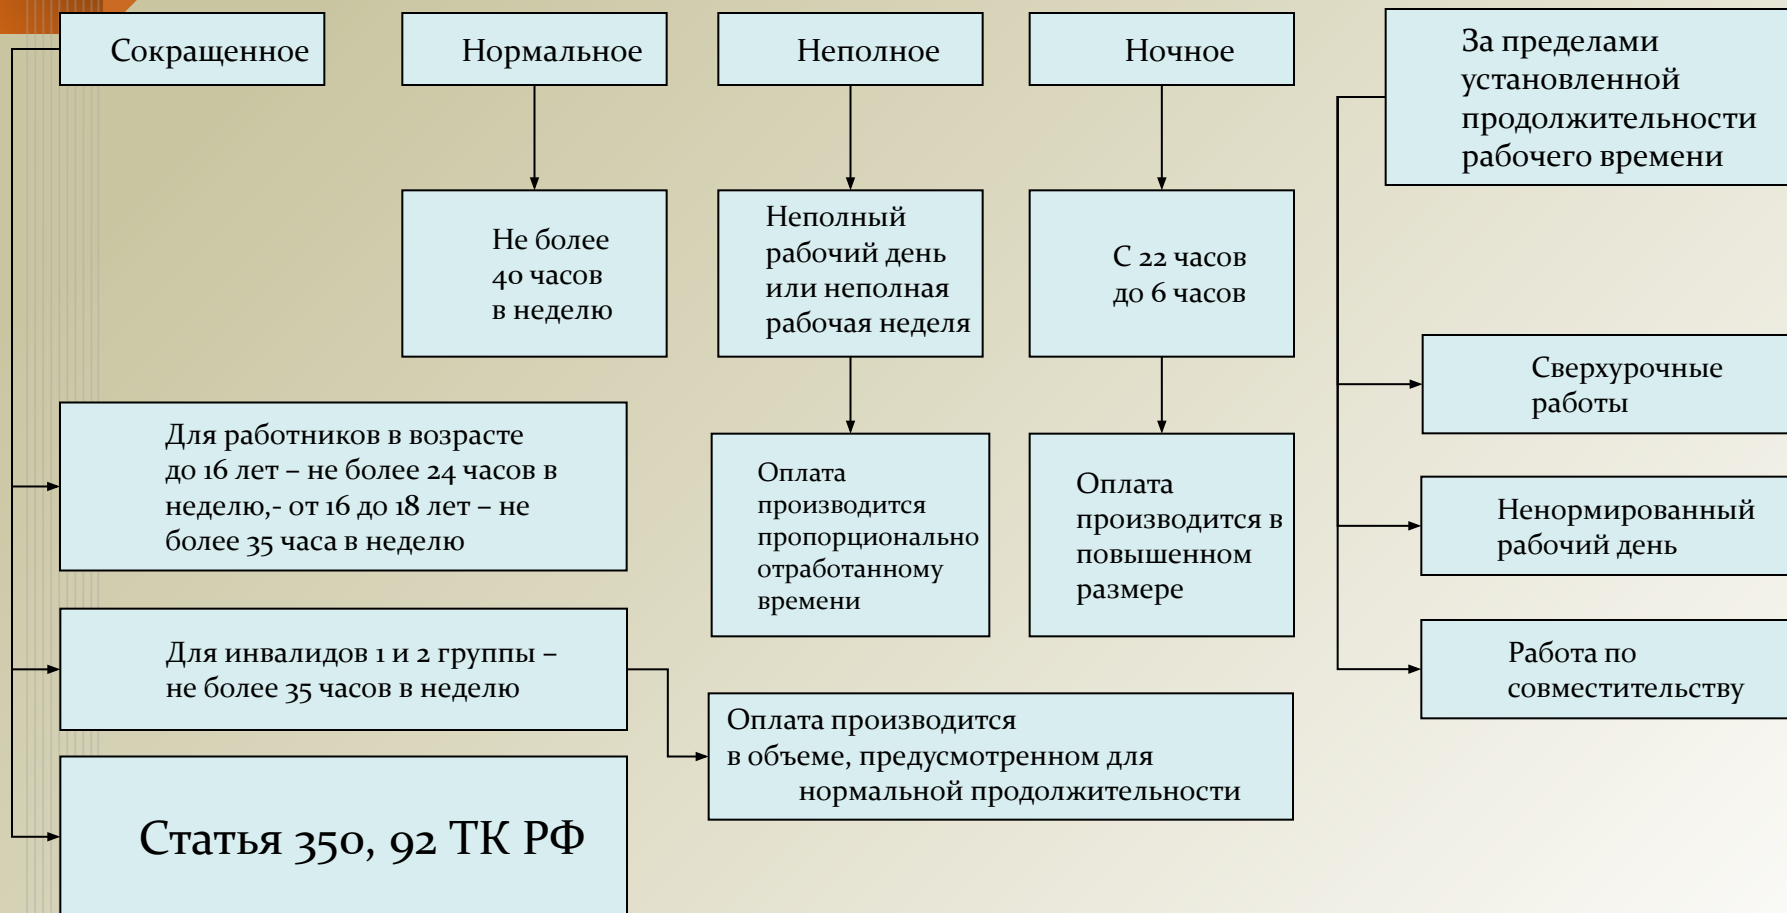 Сокращенное
Нормальное
Неполное
Ночное
За пределами
установленной
продолжительности
рабочего времени
Не более
40 часов
в неделю
Неполный
рабочий день
или неполная
рабочая неделя
С 22 часов
до 6 часов
Сверхурочные
работы
Для работников в возрасте
до 16 лет – не более 24 часов в
неделю,- от 16 до 18 лет – не
более 35 часа в неделю
Оплата
производится
пропорционально
отработанному
времени
Оплата
производится в
повышенном
размере
Ненормированный
рабочий день
Для инвалидов 1 и 2 группы –
не более 35 часов в неделю
Работа по
совместительству
Оплата производится
в объеме, предусмотренном для
нормальной продолжительности
Статья 350, 92 ТК РФ